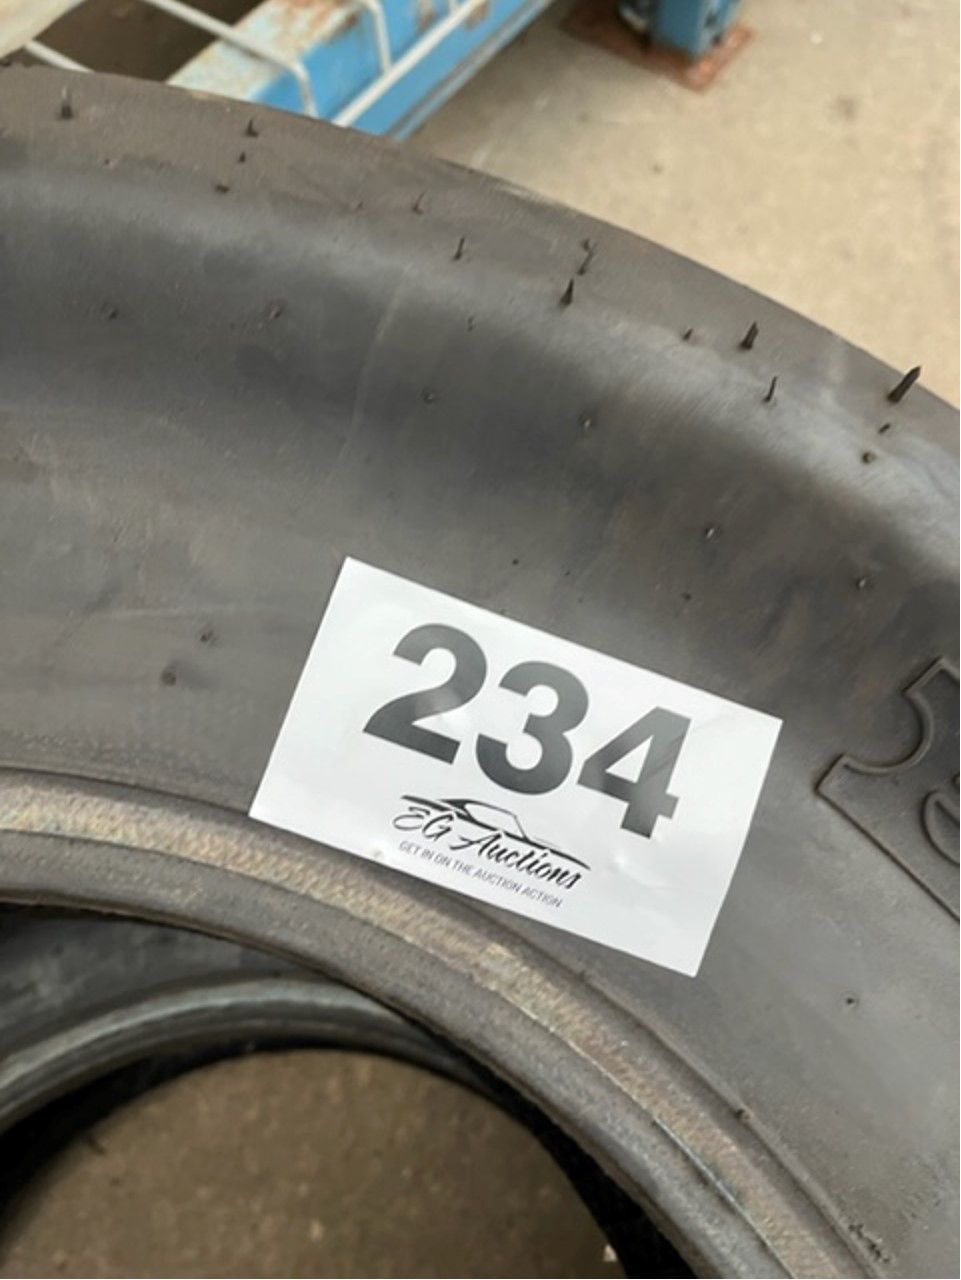 234
EG Auctions
GET IN ON THE AUCTION ACTION